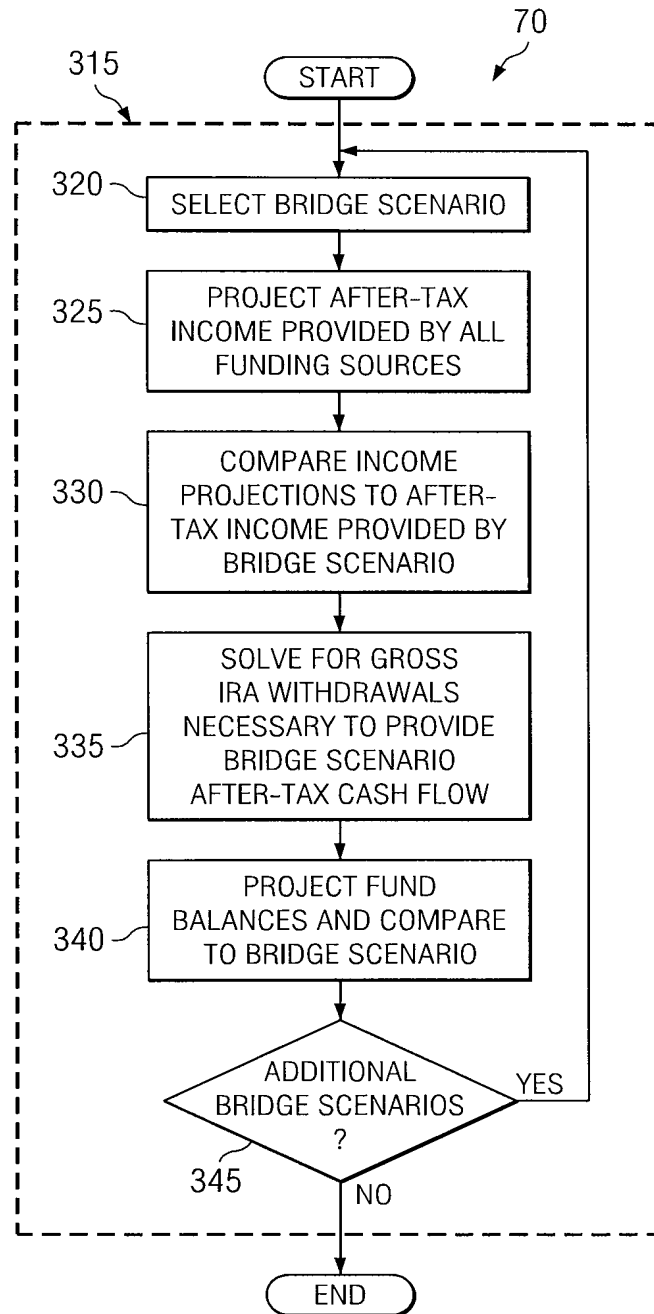 70
315
START
320
SELECT BRIDGE SCENARIO
325
PROJECT AFTER-TAX
INCOME PROVIDED BY ALL
FUNDING SOURCES
330
COMPARE INCOME
PROJECTIONS TO AFTER-
TAX INCOME PROVIDED BY
BRIDGE SCENARIO
335
SOLVE FOR GROSS
IRA WITHDRAWALS
NECESSARY TO PROVIDE
BRIDGE SCENARIO
AFTER-TAX CASH FLOW
340
PROJECT FUND
BALANCES AND COMPARE
TO BRIDGE SCENARIO
ADDITIONAL
BRIDGE SCENARIOS
?
YES
345
NO
END